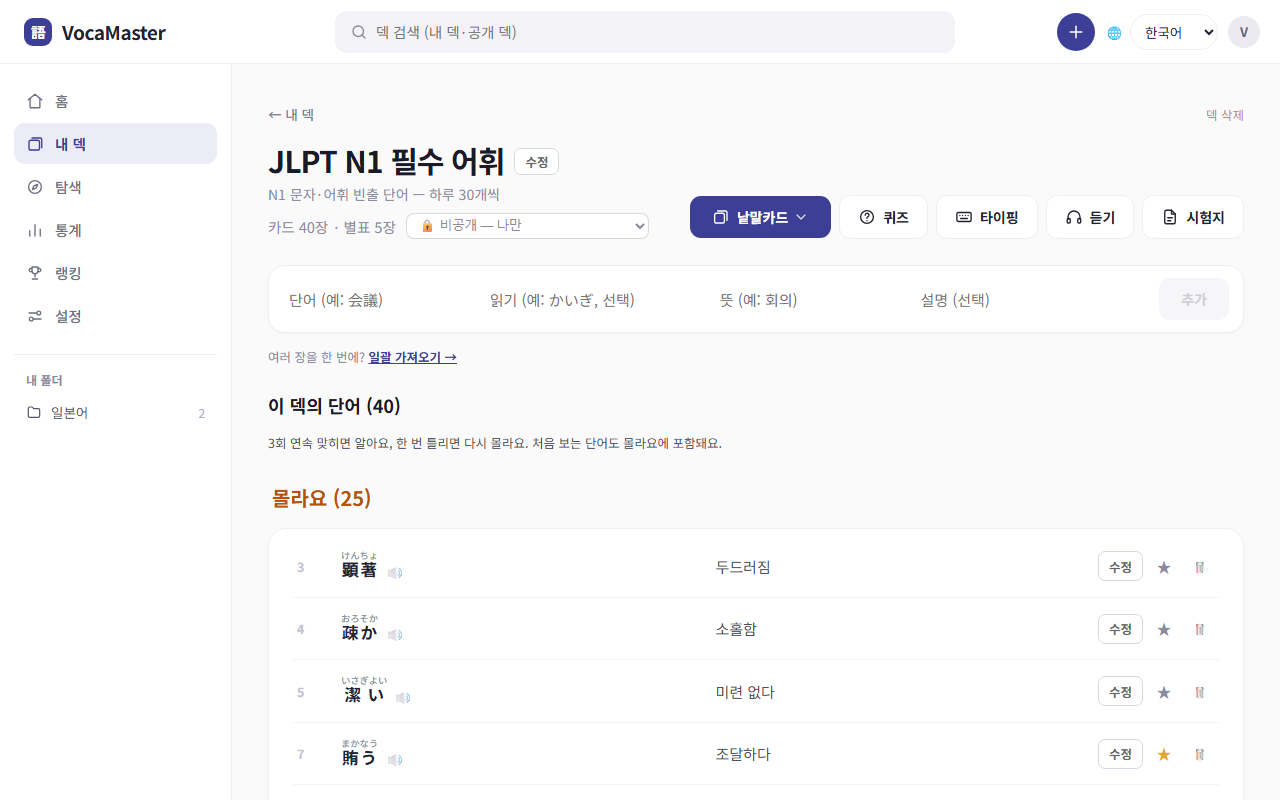 語 VocaMaster
덱 검색 (내 덱·공개 덱)
한국어
V
홈
내 덱
탐색
통계
랭킹
설정
내 폴더
일본어 2
← 내 덱
덱 삭제
JLPT N1 필수 어휘 수정
N1 문자·어휘 빈출 단어 — 하루 30개씩
카드 40장 · 별표 5장 비공개 — 나만
낱말카드 퀴즈 타이핑 듣기 시험지
단어 (예: 会議) 읽기 (예: かいぎ, 선택) 뜻 (예: 회의) 설명 (선택) 추가
여러 장을 한 번에? 일괄 가져오기 →
이 덱의 단어 (40)
3회 연속 맞히면 알아요, 한 번 틀리면 다시 몰라요. 처음 보는 단어도 몰라요에 포함돼요.
몰라요 (25)
けんちょ
3 顕著 두드러짐 수정
おろそか
4 疎か 소홀함 수정
いさぎよい
5 潔い 미련 없다 수정
まかなう
7 賄う 조달하다 수정